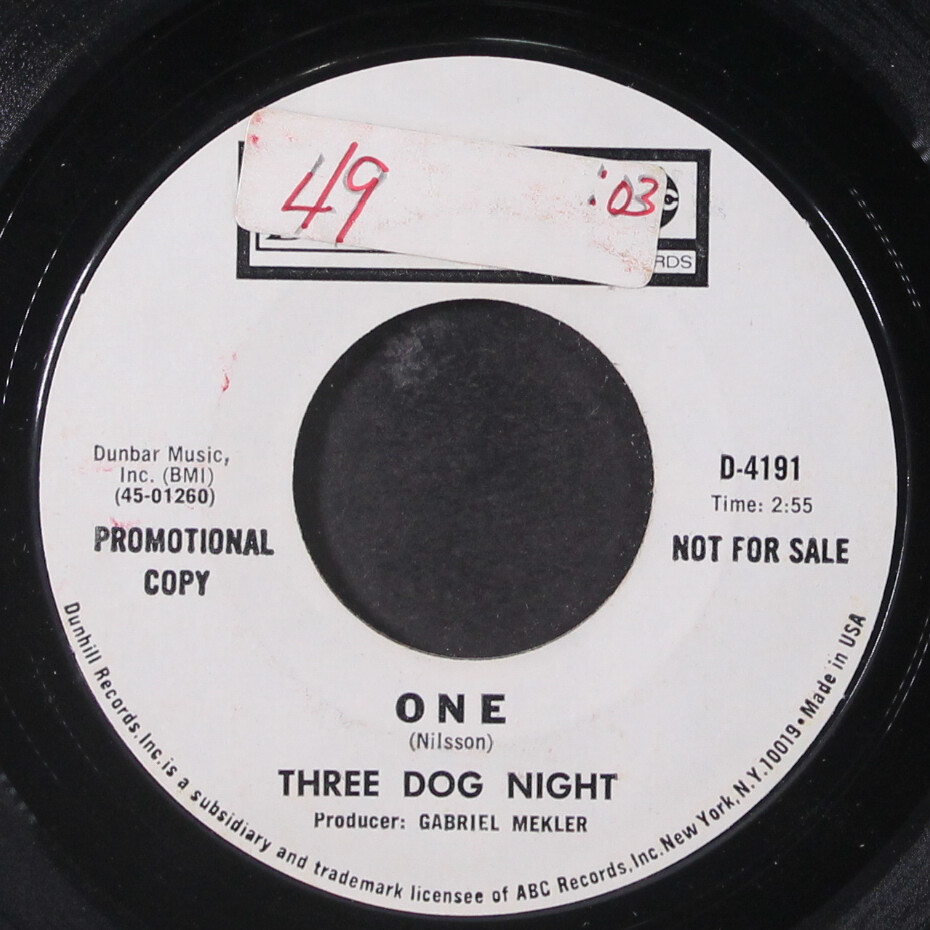 49 :03
RDS
Dunbar Music,
Inc. (BMI)
(45-01260)
PROMOTIONAL
COPY
D-4191
Time: 2:55
NOT FOR SALE
ONE
(Nilsson)
THREE DOG NIGHT
Producer: GABRIEL MEKLER
Dunhill Records, Inc. is a subsidiary and trademark licensee of ABC Records, Inc. New York, N.Y. 10019 • Made in USA